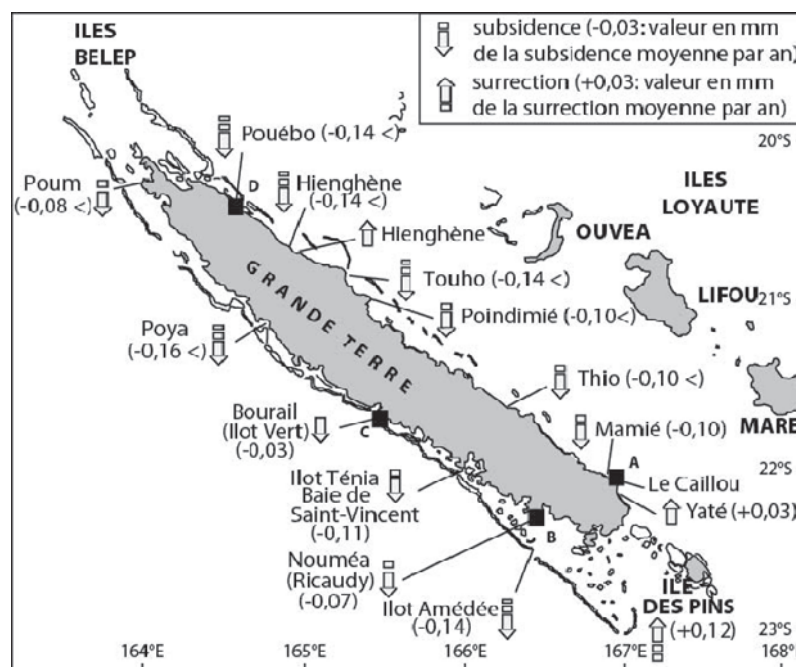 ILES
BELEP
subsidence (-0,03: valeur en mm
de la subsidence moyenne par an)
surrection (+0,03: valeur en mm
de la surrection moyenne par an)
Pouébo (-0,14 <)
20°S
Poum
(-0,08 <)
D
Hienghène
(-0,14 <)
ILES
LOYAUTE
OUVEA
Hienghène
Touho (-0,14 <)
LIFOU
21°S
GRANDE TERRE
Poindimié (-0,10<)
Poya
(-0,16 <)
Thio (-0,10 <)
MARE
Bourail
(Ilot Vert)
(-0,03)
C
Mamié (-0,10)
A
22°S
Le Caillou
Ilot Ténia
Baie de
Saint-Vincent
(-0,11)
Yaté (+0,03)
B
Nouméa
(Ricaudy)
(-0,07)
Ilot Amédée
(-0,14)
ILE
DES PINS
(+0,12)
23°S
164°E
165°E
166°E
167°E
168°